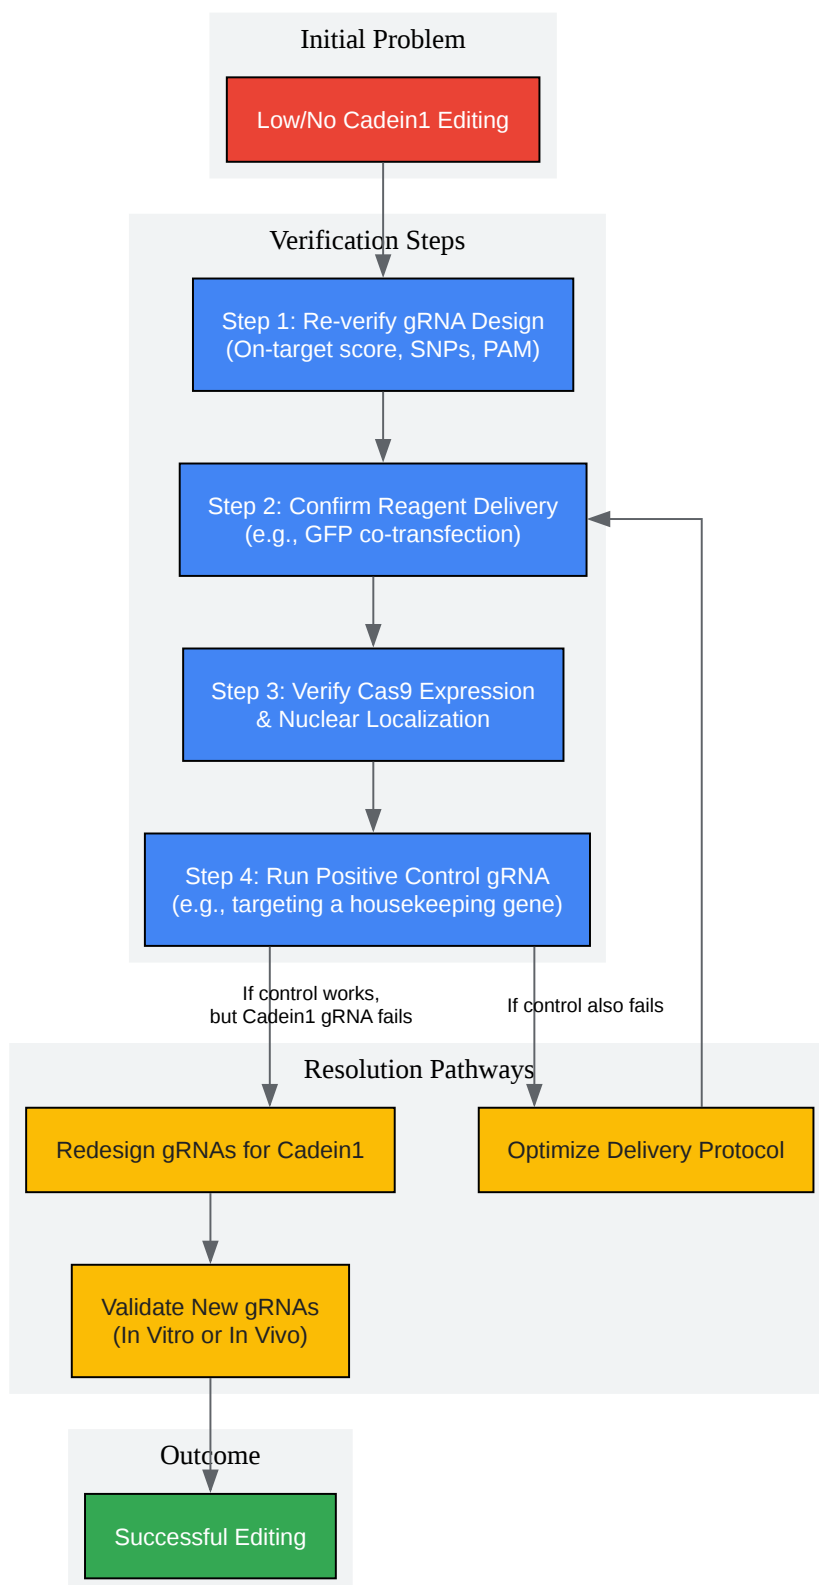 Initial Problem
Low/No Cadein1 Editing
Verification Steps
Step 1: Re-verify gRNA Design
(On-target score, SNPs, PAM)
Step 2: Confirm Reagent Delivery
(e.g., GFP co-transfection)
Step 3: Verify Cas9 Expression
& Nuclear Localization
Step 4: Run Positive Control gRNA
(e.g., targeting a housekeeping gene)
If control works,
but Cadein1 gRNA fails
If control also fails
Resolution Pathways
Redesign gRNAs for Cadein1
Optimize Delivery Protocol
Validate New gRNAs
(In Vitro or In Vivo)
Outcome
Successful Editing